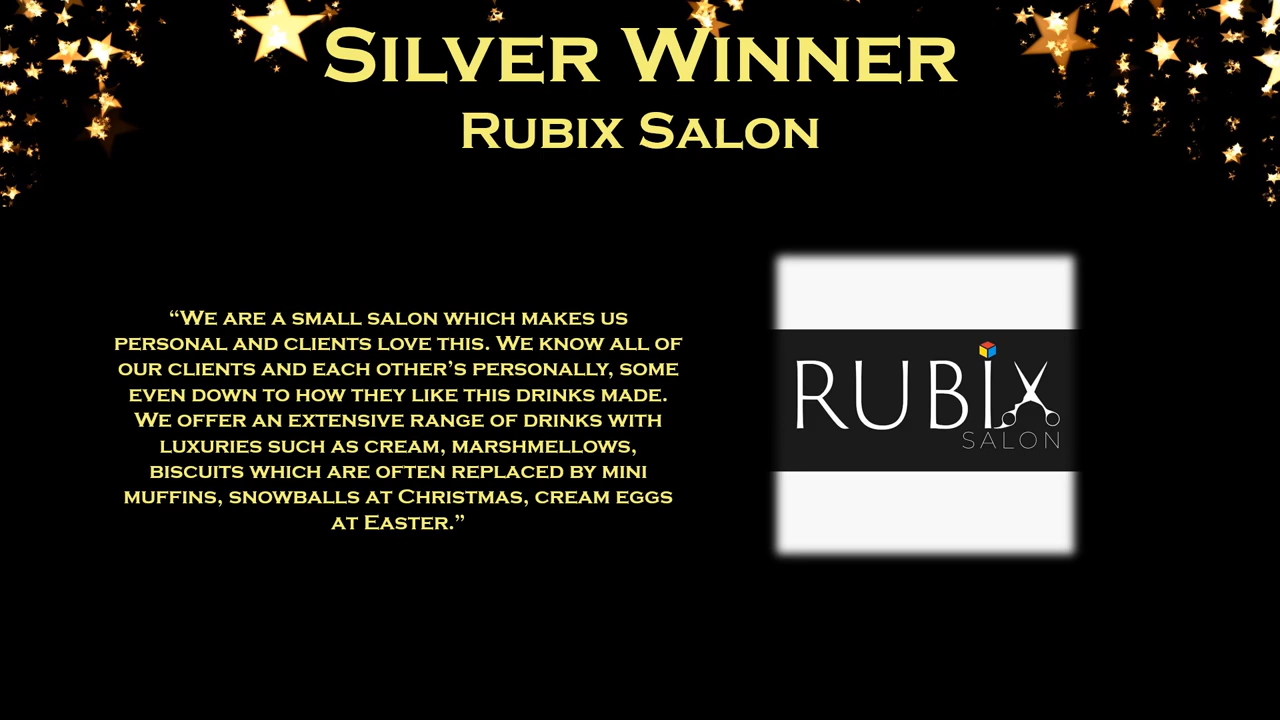 Silver Winner
Rubix Salon
“We are a small salon which makes us
personal and clients love this. We know all of
our clients and each other’s personally, some
even down to how they like this drinks made.
We offer an extensive range of drinks with
luxuries such as cream, marshmellows,
biscuits which are often replaced by mini
muffins, snowballs at Christmas, cream eggs
at Easter.”
RUBIX
SALON